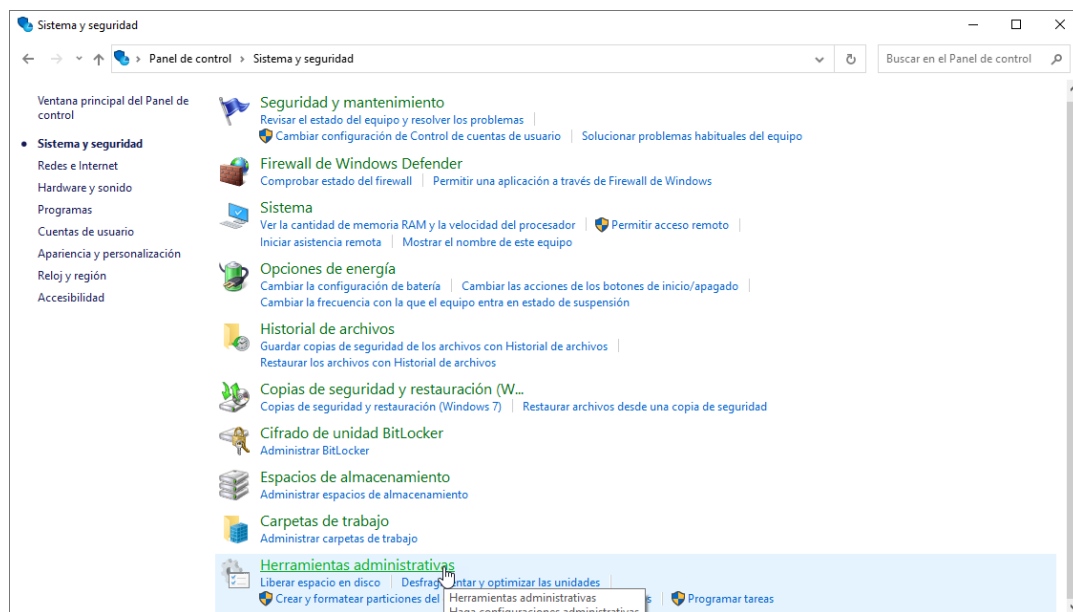 Sistema y seguridad
Panel de control > Sistema y seguridad
Buscar en el Panel de control
Ventana principal del Panel de
control
Sistema y seguridad
Redes e Internet
Hardware y sonido
Programas
Cuentas de usuario
Apariencia y personalización
Reloj y región
Accesibilidad
Seguridad y mantenimiento
Revisar el estado del equipo y resolver los problemas
Cambiar configuración de Control de cuentas de usuario
Solucionar problemas habituales del equipo
Firewall de Windows Defender
Comprobar estado del firewall
Permitir una aplicación a través de Firewall de Windows
Sistema
Ver la cantidad de memoria RAM y la velocidad del procesador
Permitir acceso remoto
Iniciar asistencia remota
Mostrar el nombre de este equipo
Opciones de energía
Cambiar la configuración de batería
Cambiar las acciones de los botones de inicio/apagado
Cambiar la frecuencia con la que el equipo entra en estado de suspensión
Historial de archivos
Guardar copias de seguridad de los archivos con Historial de archivos
Restaurar los archivos con Historial de archivos
Copias de seguridad y restauración (W...
Copias de seguridad y restauración (Windows 7)
Restaurar archivos desde una copia de seguridad
Cifrado de unidad BitLocker
Administrar BitLocker
Espacios de almacenamiento
Administrar espacios de almacenamiento
Carpetas de trabajo
Administrar carpetas de trabajo
Herramientas administrativas
Liberar espacio en disco
y optimizar las unidades
Crear y formatear particiones del
Programar tareas
Herramientas administrativas
Haga configuraciones administrativas